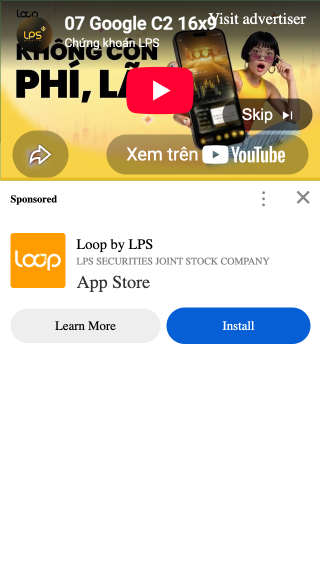 loop
07 Google C2 16x9
Visit advertiser
LPS
Chứng khoán LPS
KHÔNG CÒN
PHÍ, LÃ
Skip
Xem trên YouTube
Sponsored
loop
Loop by LPS
LPS SECURITIES JOINT STOCK COMPANY
App Store
Learn More
Install